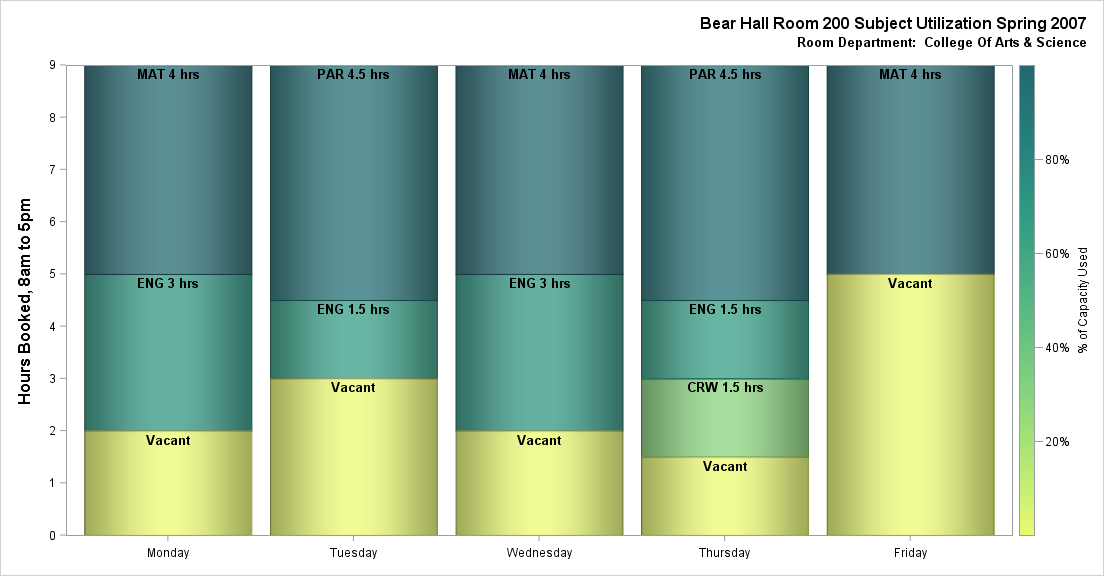 Bear Hall Room 200 Subject Utilization Spring 2007
Room Department: College Of Arts & Science
Hours Booked, 8am to 5pm
9
8
7
6
5
4
3
2
1
0
MAT 4 hrs
ENG 3 hrs
Vacant
PAR 4.5 hrs
ENG 1.5 hrs
Vacant
MAT 4 hrs
ENG 3 hrs
Vacant
PAR 4.5 hrs
ENG 1.5 hrs
CRW 1.5 hrs
Vacant
MAT 4 hrs
Vacant
Monday
Tuesday
Wednesday
Thursday
Friday
80%
60%
40%
20%
% of Capacity Used